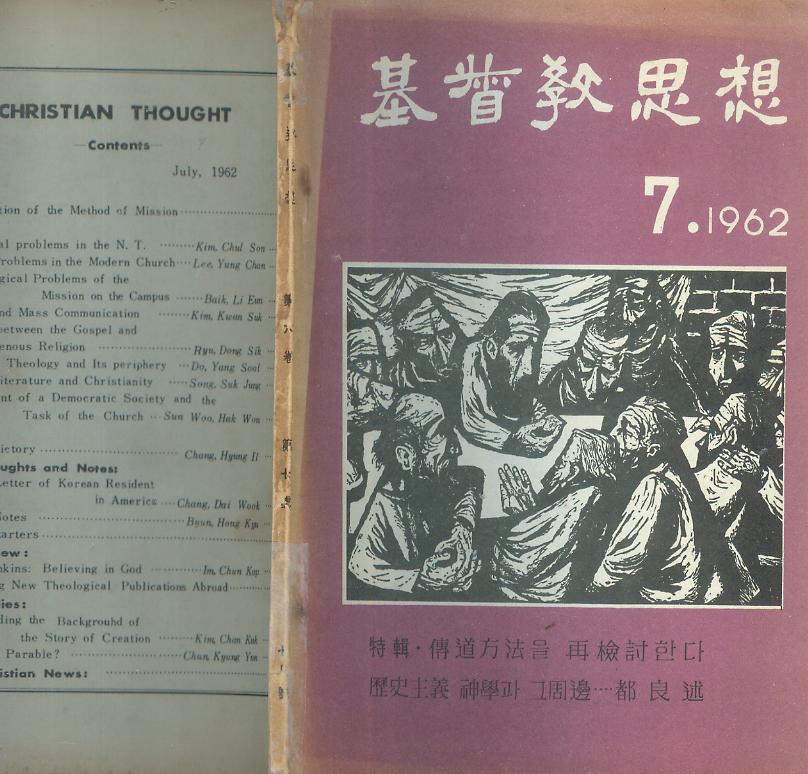 CHRISTIAN THOUGHT
—Contents—
July, 1962
tion of the Method of Mission
al problems in the N. T. Kim, Chul Son
Problems in the Modern Church Lee, Yung Chan
gical Problems of the
Mission on the Campus Baik, Li Eun
nd Mass Communication Kim, Kwan Suk
between the Gospel and
enous Religion Ryu, Dong Sik
Theology and Its periphery Do, Yang Sool
iterature and Christianity Song, Suk Jung
nt of a Democratic Society and the
Task of the Church Sun Woo, Hak Won
ictory Chang, Hyung Il
oughts and Notes:
Letter of Korean Resident
in America Chang, Dai Wook
Notes Byun, Hong Kyu
arters
ew:
nkins: Believing in God Im, Chun Kap
g New Theological Publications Abroad
ies:
ding the Backgrouhd of
the Story of Creation Kim, Chan Kuk
Parable? Chun, Kyung Yun
istian News:
基督敎思想
7.1962
特輯·傳道方法을 再檢討한다
歷史主義 神學과 그周邊····都良述